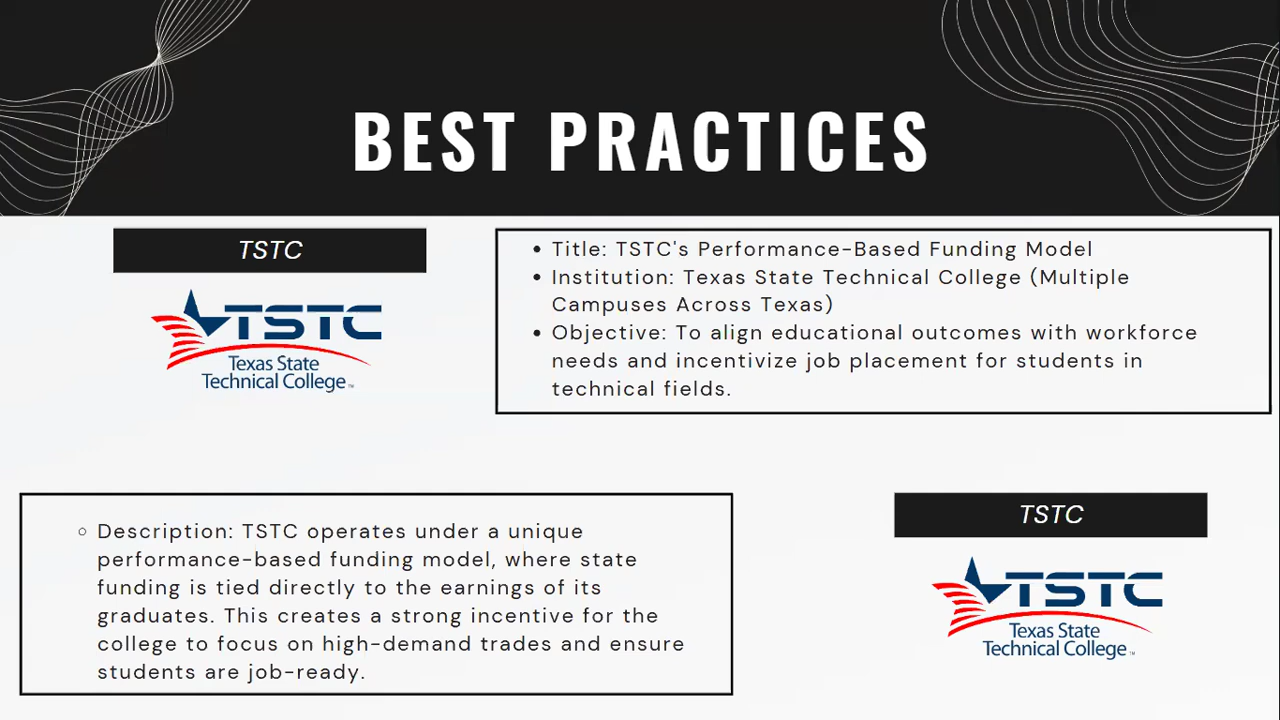 BEST PRACTICES
TSTC
TSTC
Texas State
Technical College™
• Title: TSTC's Performance-Based Funding Model
• Institution: Texas State Technical College (Multiple
Campuses Across Texas)
• Objective: To align educational outcomes with workforce
needs and incentivize job placement for students in
technical fields.
○ Description: TSTC operates under a unique
performance-based funding model, where state
funding is tied directly to the earnings of its
graduates. This creates a strong incentive for the
college to focus on high-demand trades and ensure
students are job-ready.
TSTC
TSTC
Texas State
Technical College™